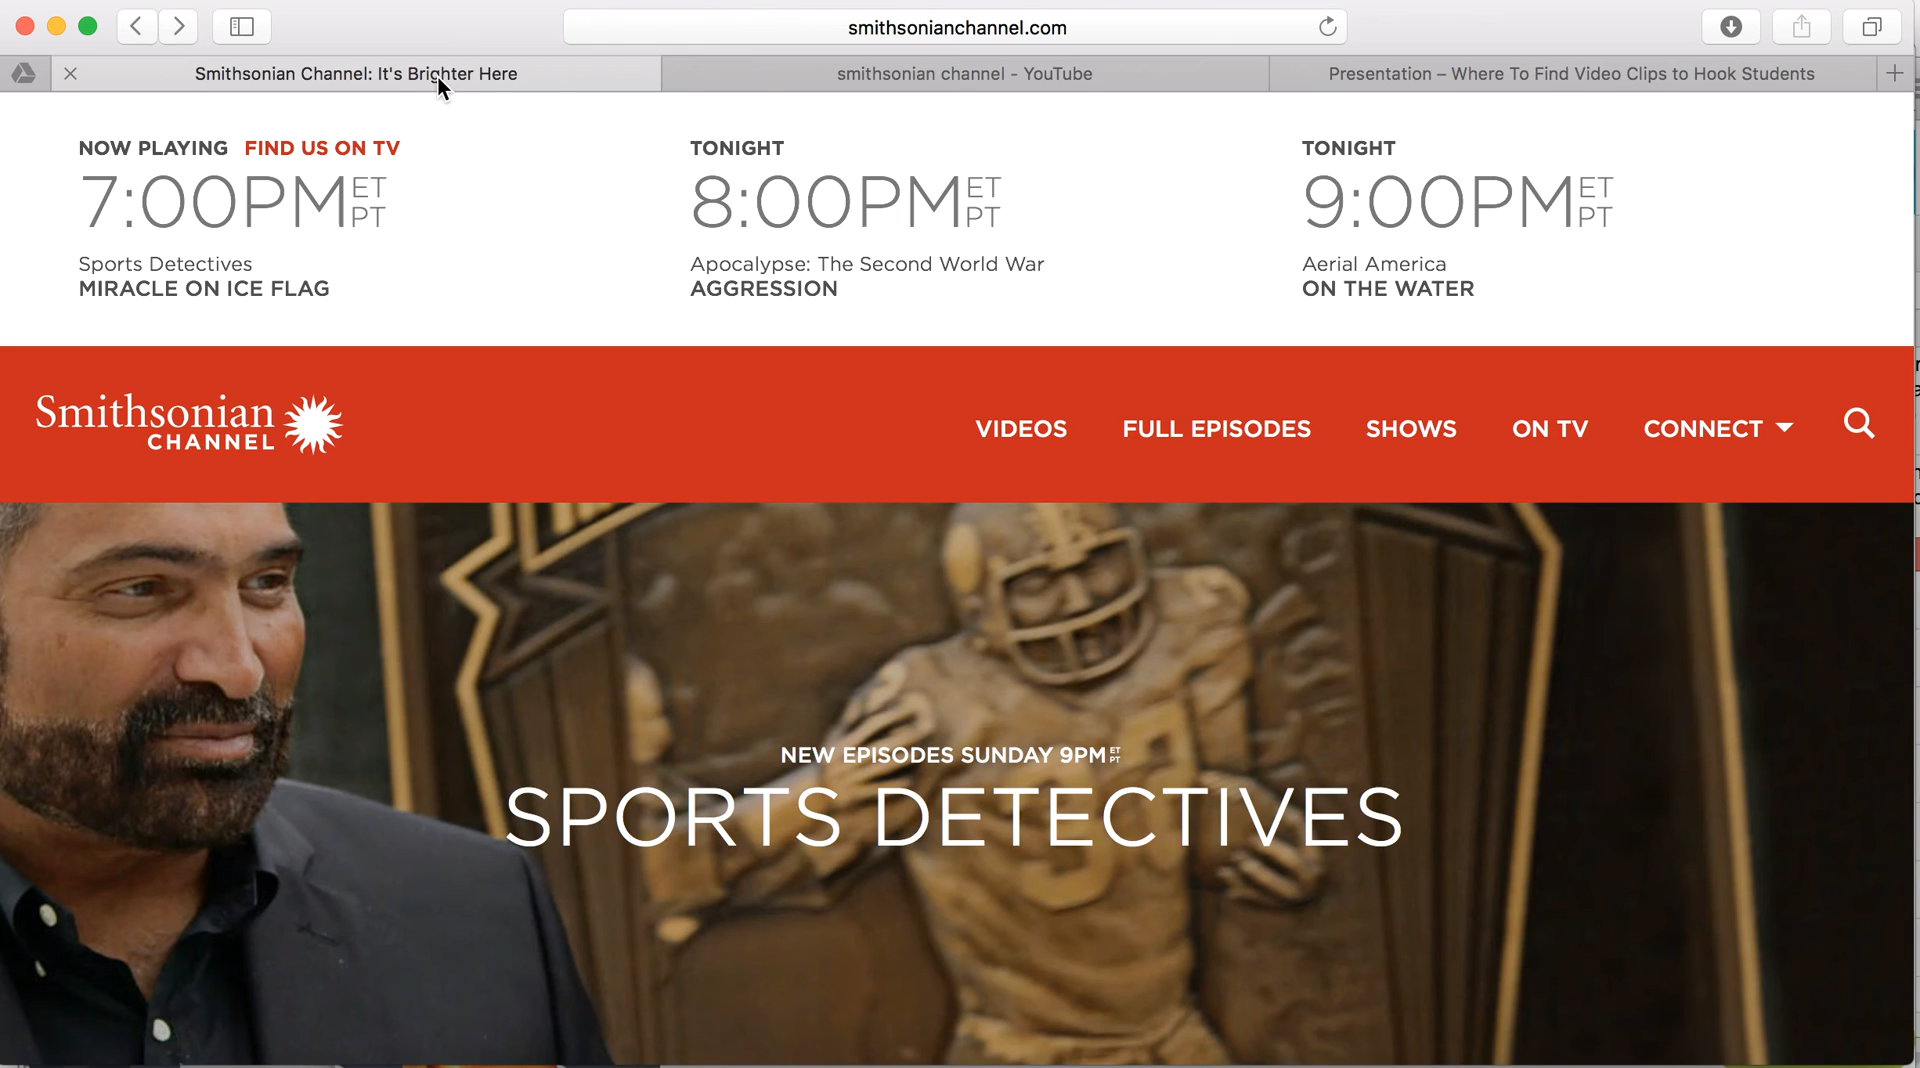 smithsonianchannel.com
Smithsonian Channel: It's Brighter Here
smithsonian channel - YouTube
Presentation – Where To Find Video Clips to Hook Students
NOW PLAYING FIND US ON TV
7:00PM ET PT
Sports Detectives
MIRACLE ON ICE FLAG
TONIGHT
8:00PM ET PT
Apocalypse: The Second World War
AGGRESSION
TONIGHT
9:00PM ET PT
Aerial America
ON THE WATER
Smithsonian
CHANNEL
VIDEOS FULL EPISODES SHOWS ON TV CONNECT
NEW EPISODES SUNDAY 9PM ET PT
SPORTS DETECTIVES